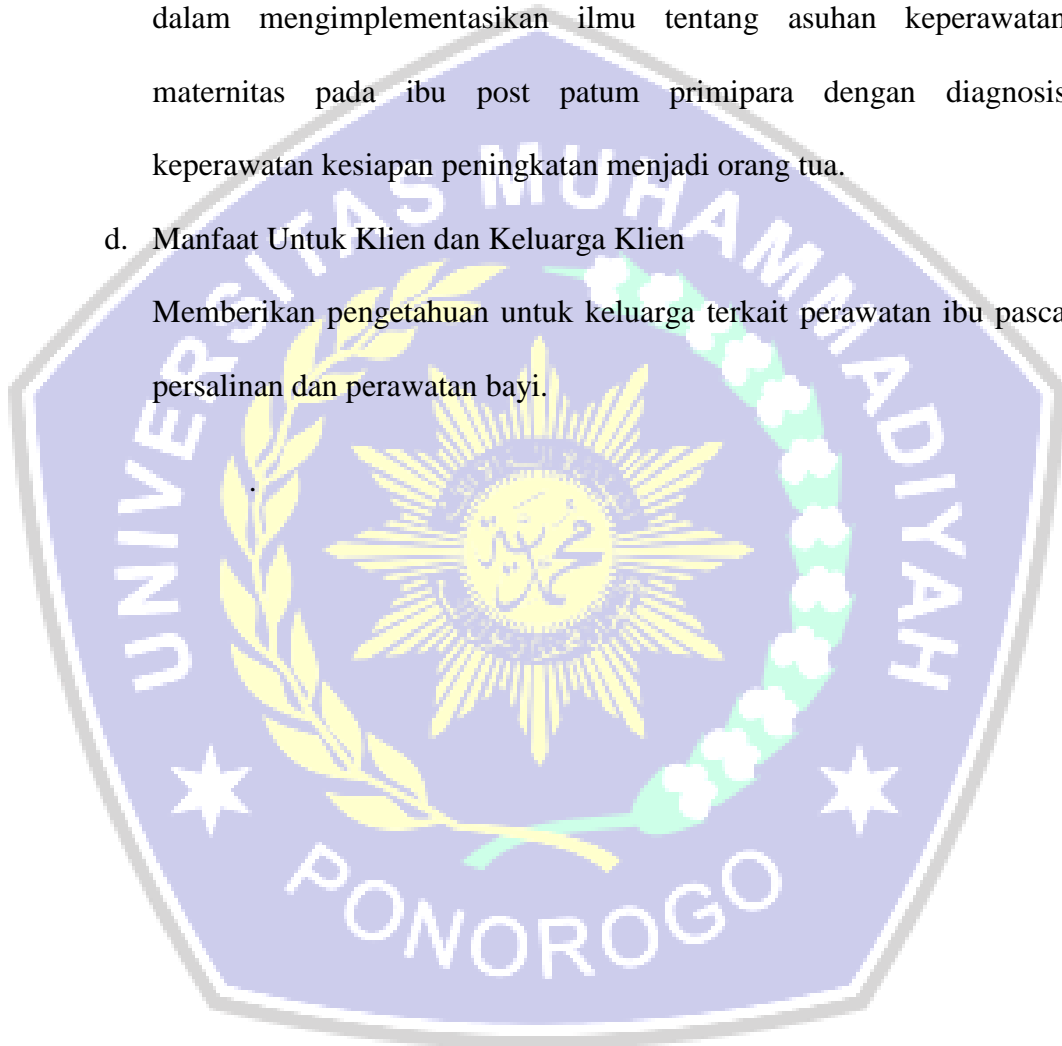 dalam mengimplementasikan ilmu tentang asuhan keperawatan
maternitas pada ibu post patum primipara dengan diagnosis
keperawatan kesiapan peningkatan menjadi orang tua.
d. Manfaat Untuk Klien dan Keluarga Klien
Memberikan pengetahuan untuk keluarga terkait perawatan ibu pasca
persalinan dan perawatan bayi.
.
UNIVERSITAS MUHAMMADIYAH
PONOROGO